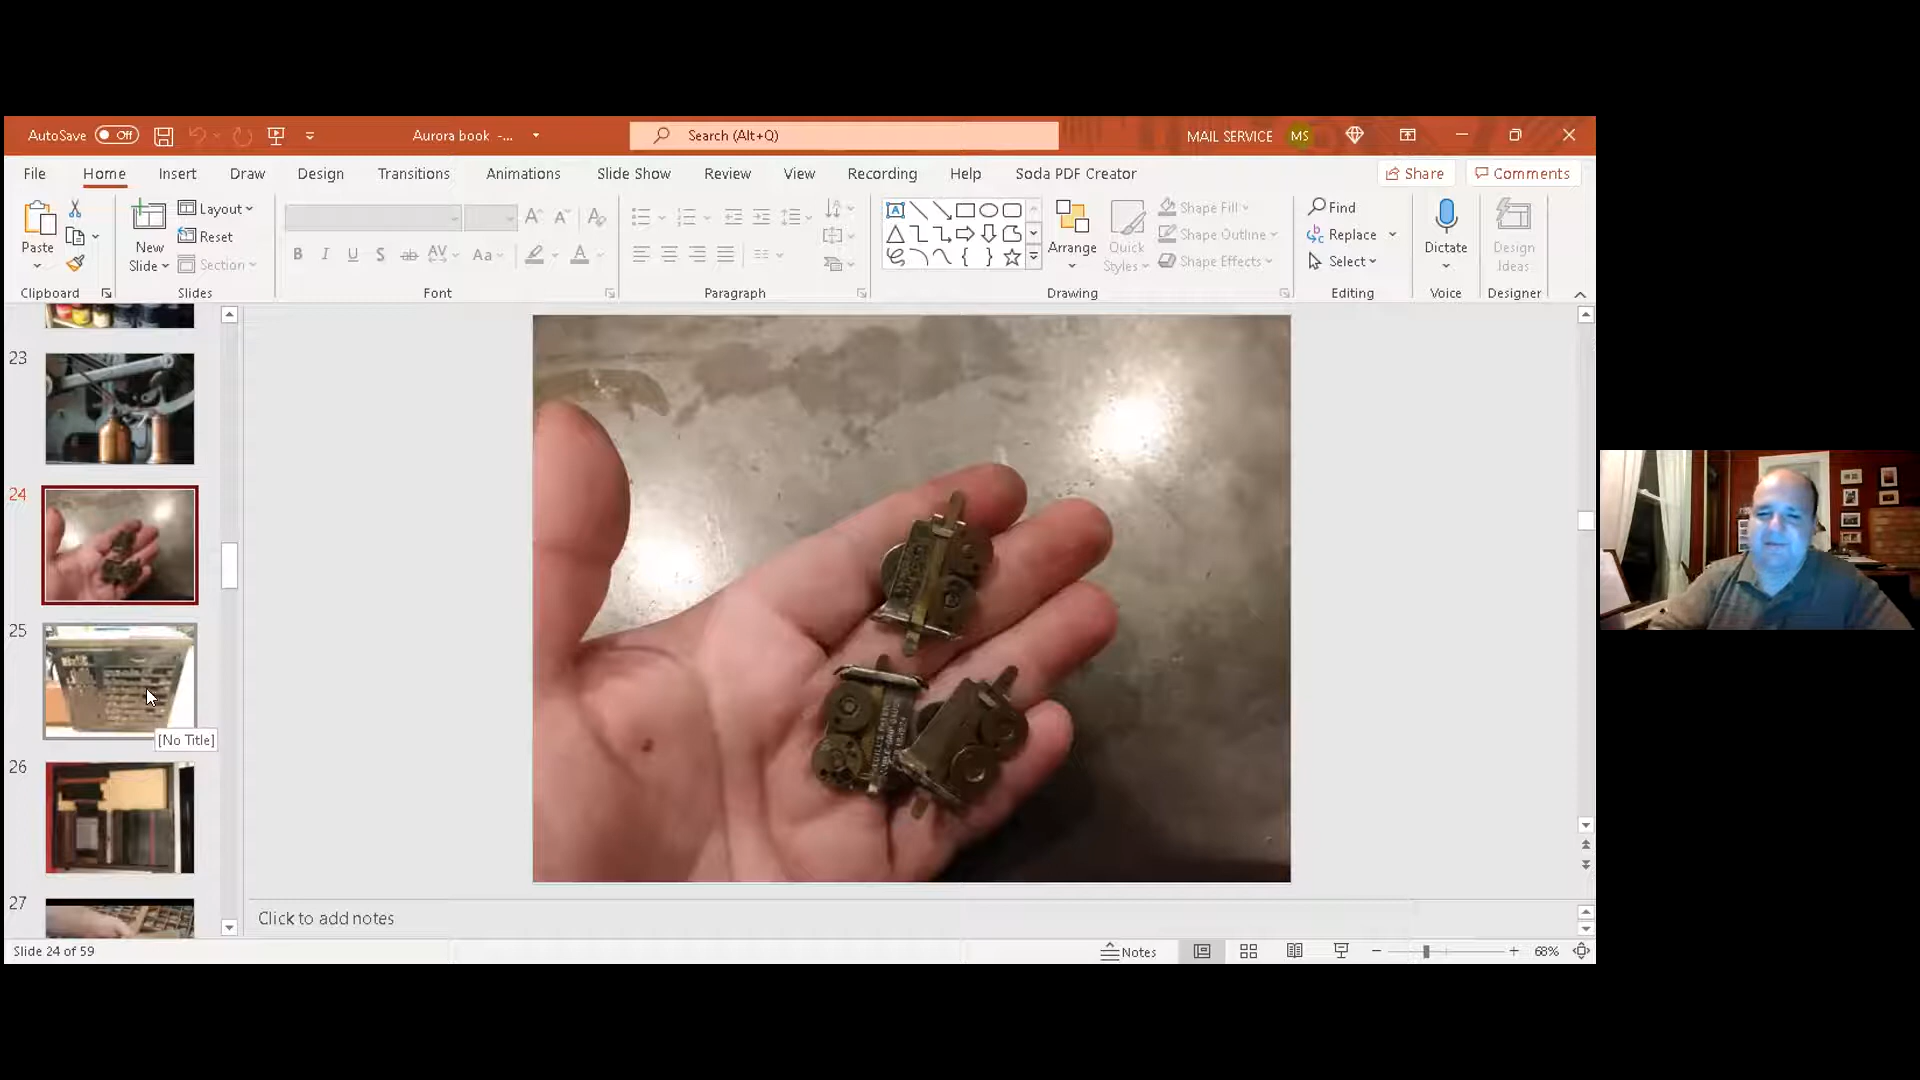 AutoSave Off Aurora book -... Search (Alt+Q) MAIL SERVICE MS
File Home Insert Draw Design Transitions Animations Slide Show Review View Recording Help Soda PDF Creator Share Comments
Paste
New
Slide
Layout
Reset
Section
B I U S ab AV Aa A
Shape Fill
Shape Outline
Shape Effects
Arrange
Quick
Styles
Find
Replace
Select
Dictate
Design
Ideas
Clipboard Slides Font Paragraph Drawing Editing Voice Designer
23
24
25
[No Title]
26
27
Click to add notes
Slide 24 of 59 Notes 68%